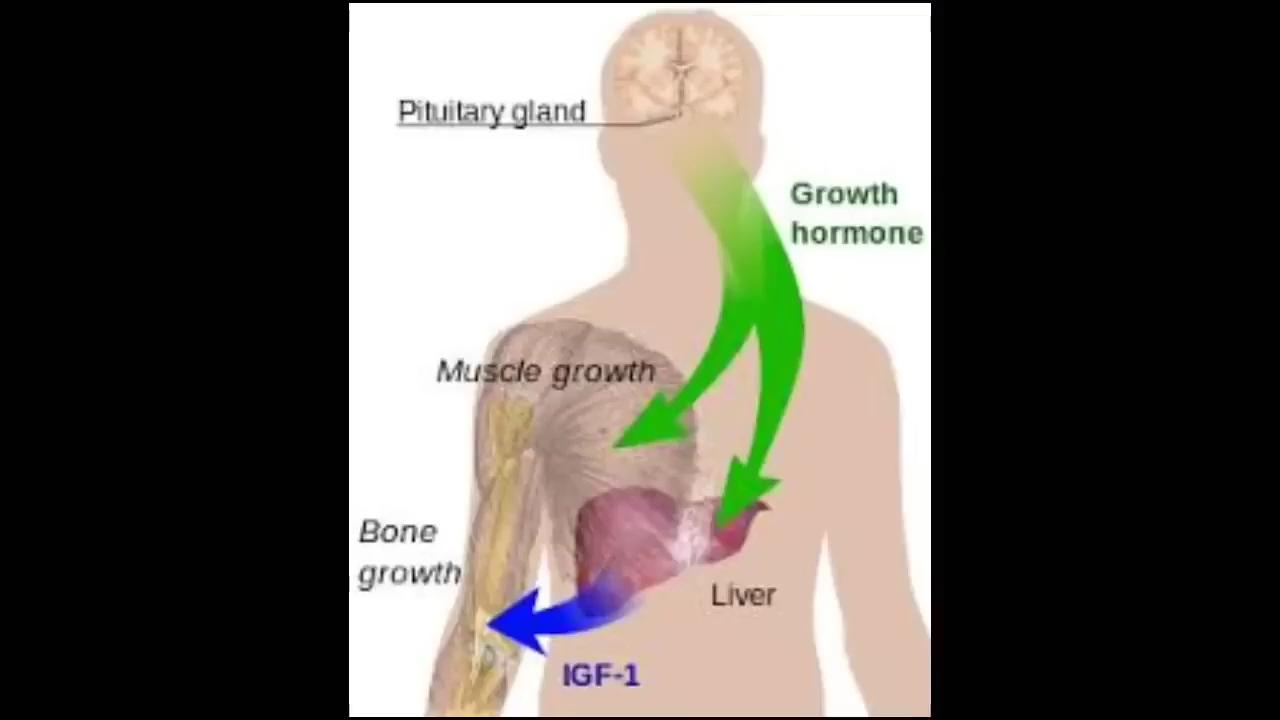 Pituitary gland
Growth
hormone
Muscle growth
Bone
growth
Liver
IGF-1